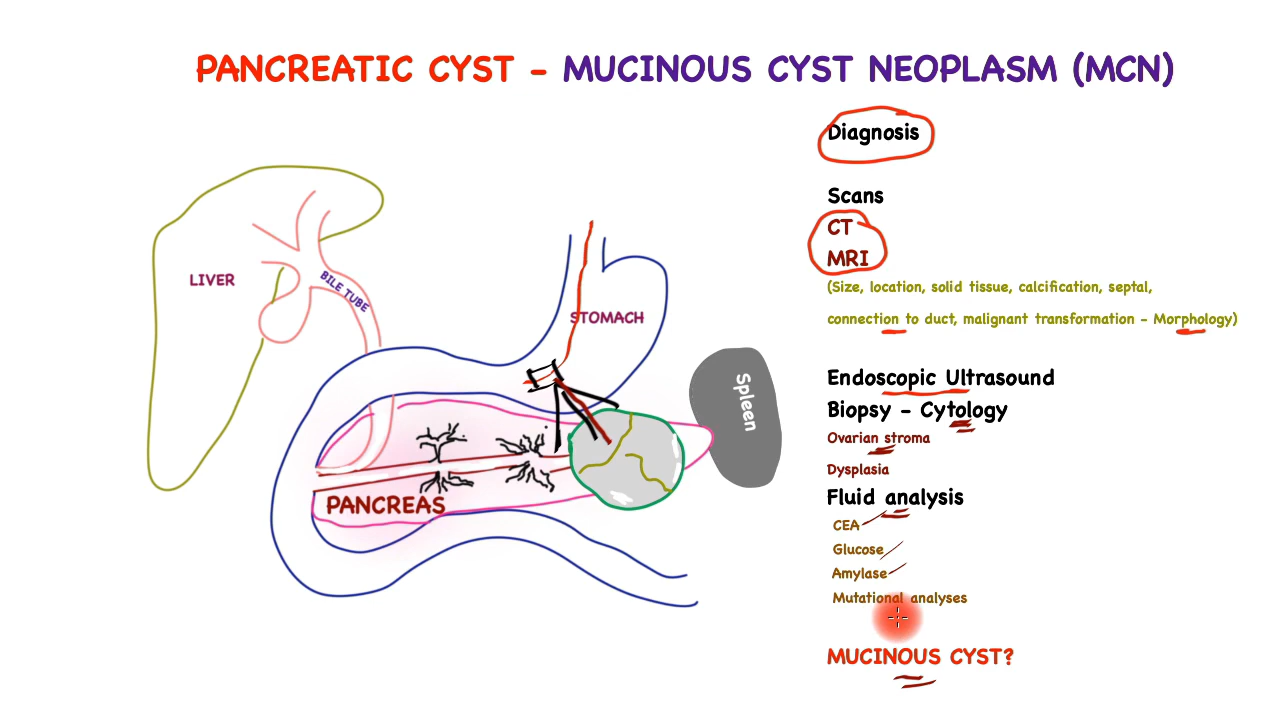 PANCREATIC CYST - MUCINOUS CYST NEOPLASM (MCN)
Diagnosis
Scans
CT
MRI
(Size, location, solid tissue, calcification, septal,
connection to duct, malignant transformation - Morphology)
Endoscopic Ultrasound
Biopsy - Cytology
Ovarian stroma
Dysplasia
Fluid analysis
CEA
Glucose
Amylase
Mutational analyses
MUCINOUS CYST?
LIVER
BILE TUBE
STOMACH
Spleen
PANCREAS